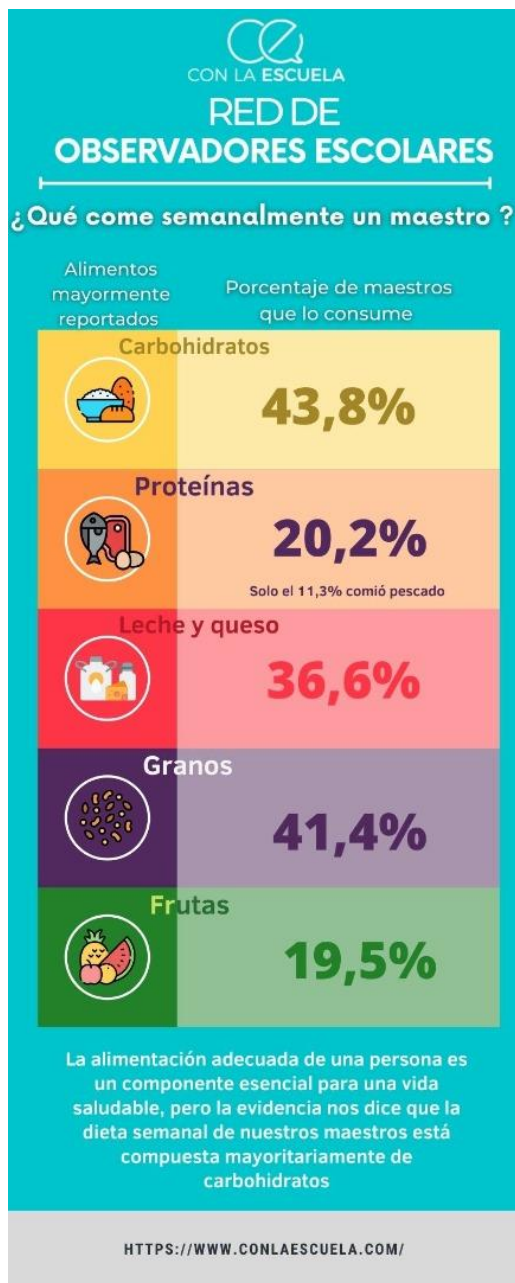 CON LA ESCUELA
RED DE
OBSERVADORES ESCOLARES
¿Qué come semanalmente un maestro ?
Alimentos
mayormente
reportados
Porcentaje de maestros
que lo consume
Carbohidratos
43,8%
Proteínas
20,2%
Solo el 11,3% comió pescado
Leche y queso
36,6%
Granos
41,4%
Frutas
19,5%
La alimentación adecuada de una persona es
un componente esencial para una vida
saludable, pero la evidencia nos dice que la
dieta semanal de nuestros maestros está
compuesta mayoritariamente de
carbohidratos
HTTPS://WWW.CONLAESCUELA.COM/